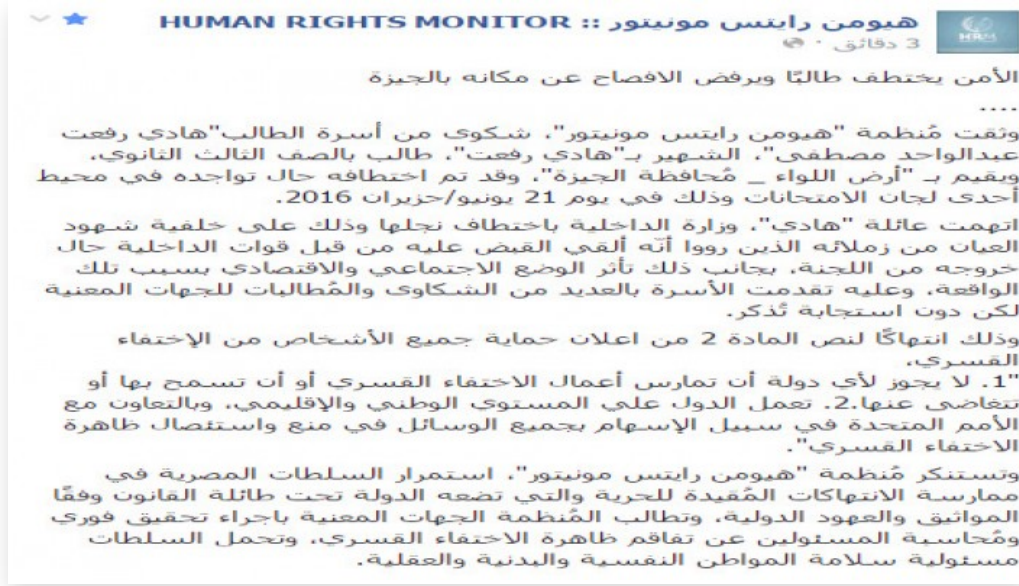 هيومن رايتس مونيتور :: HUMAN RIGHTS MONITOR
HRM
3 دقائق ·
الأمن يختطف طالبًا ويرفض الافصاح عن مكانه بالجيزة
....
وثقت مُنظمة "هيومن رايتس مونيتور"، شكوى من أسرة الطالب"هادي رفعت
عبدالواحد مصطفى"، الشهير بـ"هادي رفعت"، طالب بالصف الثالث الثانوي،
ويقيم بـ "أرض اللواء _ مُحافظة الجيزة"، وقد تم اختطافه حال تواجده في محيط
أحدى لجان الامتحانات وذلك في يوم 21 يونيو/حزيران 2016.
اتهمت عائلة "هادي"، وزارة الداخلية باختطاف نجلها وذلك على خلفية شهود
العيان من زملائه الذين رووا أنّه ألقي القبض عليه من قبل قوات الداخلية حال
خروجه من اللجنة، بجانب ذلك تأثر الوضع الاجتماعي والاقتصادي بسبب تلك
الواقعة، وعليه تقدمت الأسرة بالعديد من الشكاوى والمُطالبات للجهات المعنية
لكن دون استجابة تُذكر.
وذلك انتهاكًا لنص المادة 2 من اعلان حماية جميع الأشخاص من الإختفاء
القسري،
"1. لا يجوز لأي دولة أن تمارس أعمال الاختفاء القسري أو أن تسمح بها أو
تتغاضى عنها.2. تعمل الدول علي المستوي الوطني والإقليمي، وبالتعاون مع
الأمم المتحدة في سبيل الإسهام بجميع الوسائل في منع واستئصال ظاهرة
الاختفاء القسري".
وتستنكر مُنظمة "هيومن رايتس مونيتور"، استمرار السلطات المصرية في
ممارسة الانتهاكات المُقيدة للحرية والتي تضعه الدولة تحت طائلة القانون وفقًا
المواثيق والعهود الدولية، وتطالب المُنظمة الجهات المعنية باجراء تحقيق فوري
ومُحاسبة المسئولين عن تفاقم ظاهرة الاختفاء القسري، وتحمل السلطات
مسئولية سلامة المواطن النفسية والبدنية والعقلية.